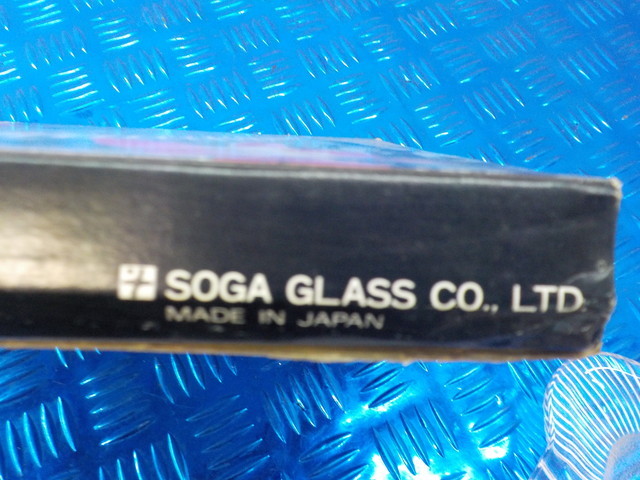 SOGA GLASS CO., LTD.
MADE IN JAPAN